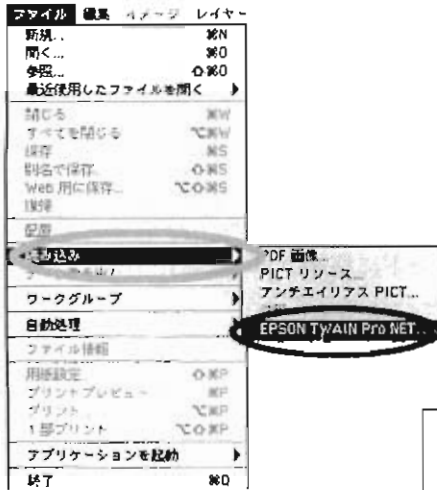 ファイル 編集 イメージ レイヤー
新規... ⌘N
開く... ⌘O
参照... ⇧⌘O
最近使用したファイルを開く
閉じる ⌘W
すべてを閉じる ⌥⌘W
保存 ⌘S
別名で保存... ⇧⌘S
Web 用に保存... ⌥⇧⌘S
復帰
配置...
読み込み
ワークグループ
自動処理
ファイル情報
用紙設定... ⇧⌘P
プリントプレビュー ⌘P
プリント ⌥⌘P
1部プリント ⌥⇧⌘P
アプリケーションを起動
終了 ⌘Q
PDF 画像...
PICT リソース...
アンチエイリアス PICT...
EPSON TWAIN Pro NET...